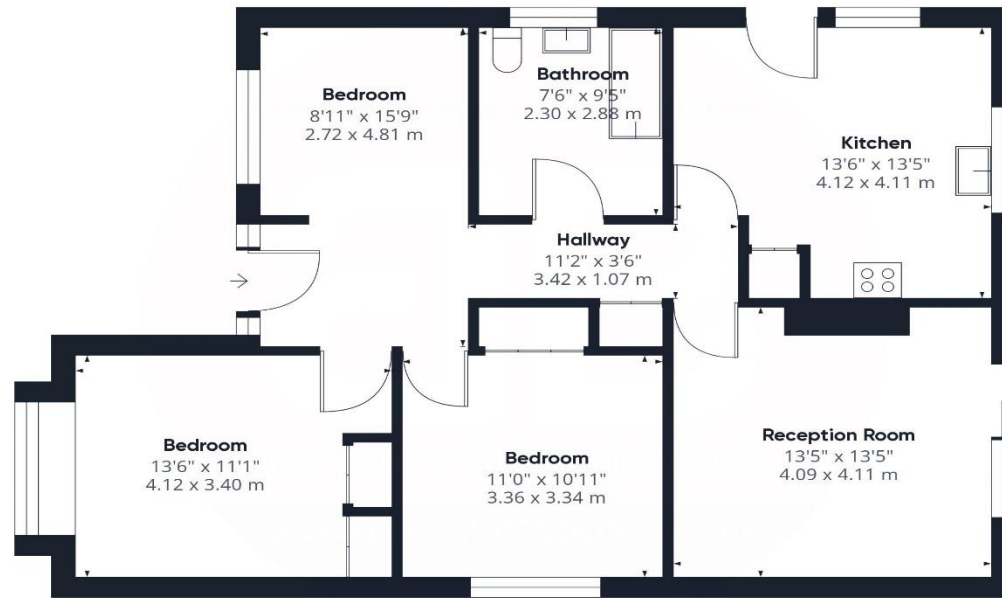 Bedroom
8'11" x 15'9"
2.72 x 4.81 m
Bathroom
7'6" x 9'5"
2.30 x 2.88 m
Kitchen
13'6" x 13'5"
4.12 x 4.11 m
Hallway
11'2" x 3'6"
3.42 x 1.07 m
Bedroom
13'6" x 11'1"
4.12 x 3.40 m
Bedroom
11'0" x 10'11"
3.36 x 3.34 m
Reception Room
13'5" x 13'5"
4.09 x 4.11 m